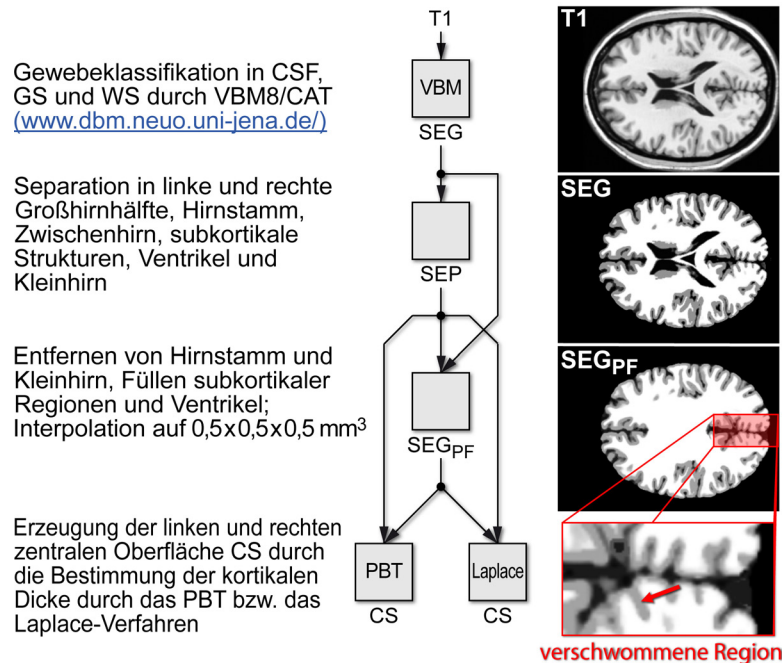 T1
Gewebeklassifikation in CSF,
GS und WS durch VBM8/CAT
(www.dbm.neuo.uni-jena.de/)
VBM
SEG
Separation in linke und rechte
Großhirnhälfte, Hirnstamm,
Zwischenhirn, subkortikale
Strukturen, Ventrikel und
Kleinhirn
SEP
Entfernen von Hirnstamm und
Kleinhirn, Füllen subkortikaler
Regionen und Ventrikel;
Interpolation auf 0,5x0,5x0,5 mm³
SEG_PF
Erzeugung der linken und rechten
zentralen Oberfläche CS durch
die Bestimmung der kortikalen
Dicke durch das PBT bzw. das
Laplace-Verfahren
PBT
Laplace
CS
CS
T1
SEG
SEG_PF
verschwommene Region